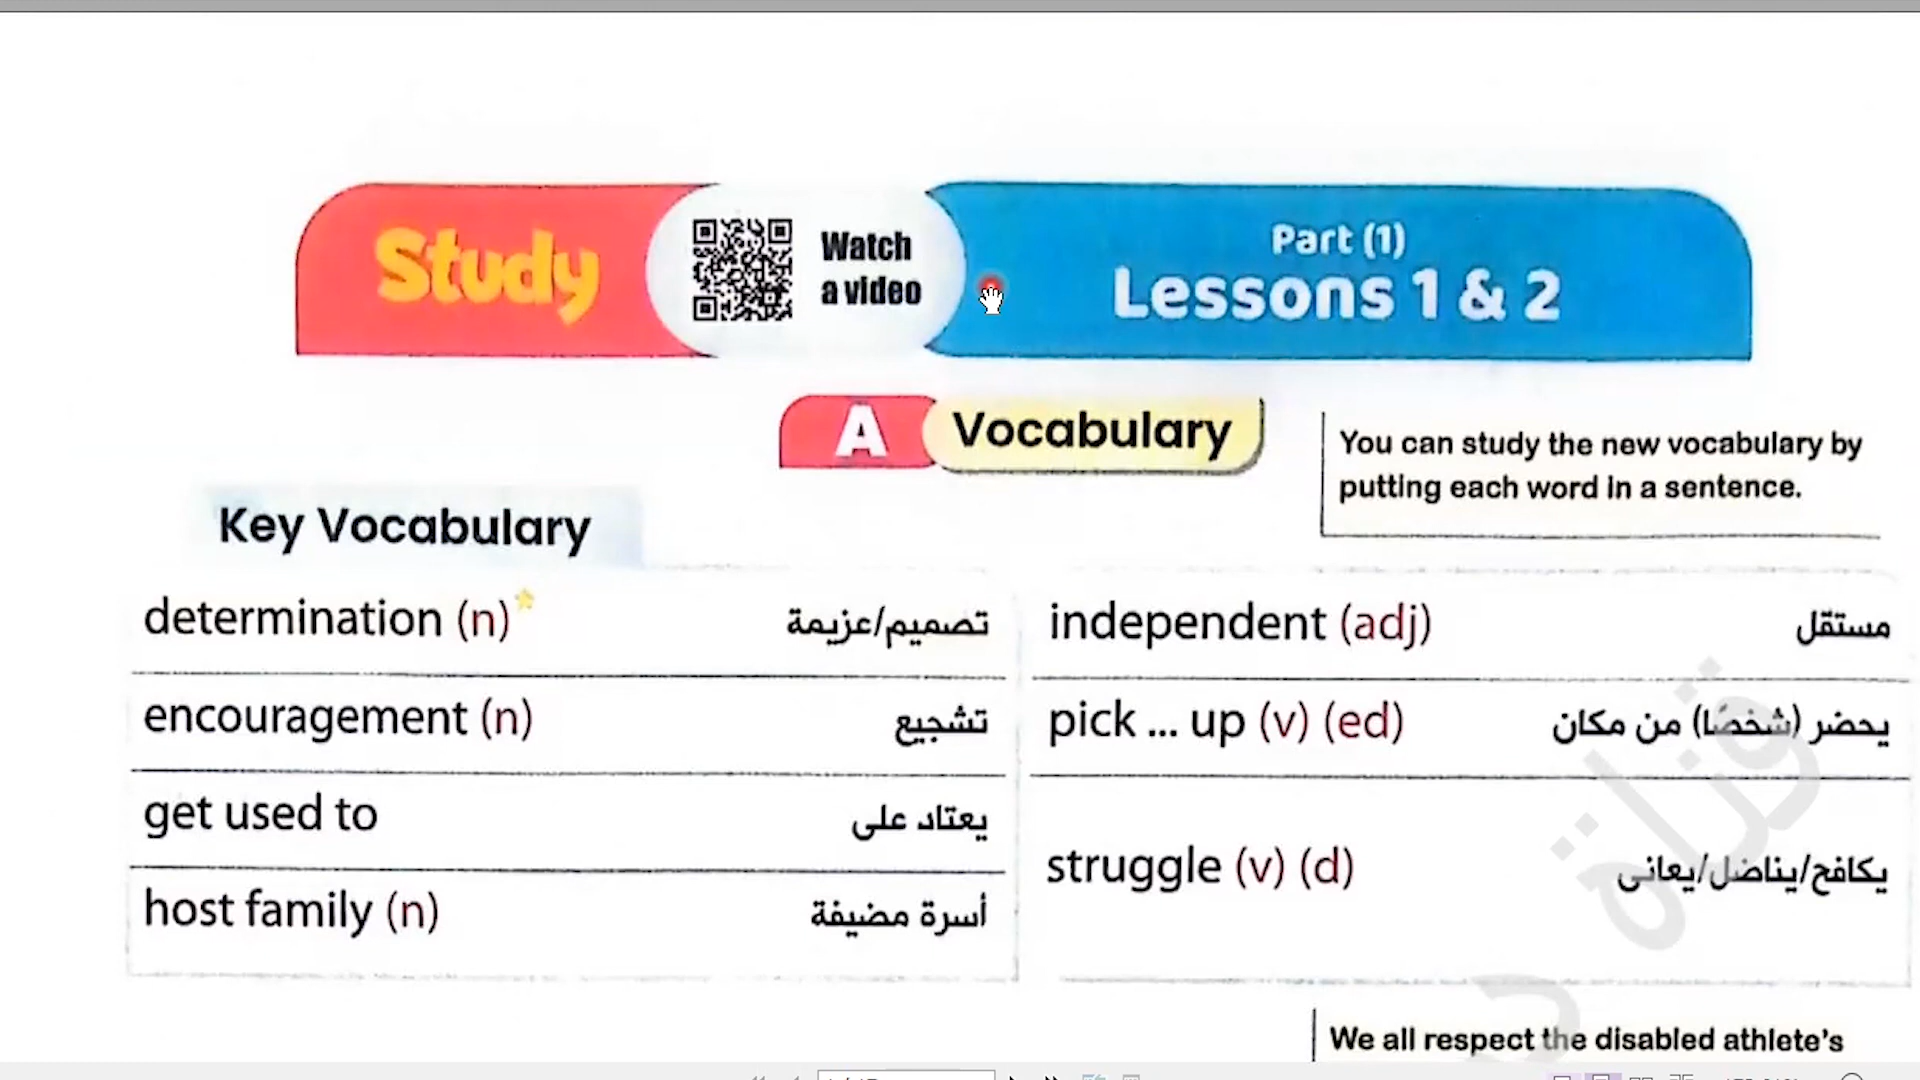 Study
Watch
a video
Part (1)
Lessons 1 & 2
A Vocabulary
You can study the new vocabulary by
putting each word in a sentence.
Key Vocabulary
determination (n)* تصميم/عزيمة
encouragement (n) تشجيع
get used to يعتاد على
host family (n) أسرة مضيفة
independent (adj) مستقل
pick ... up (v) (ed) يحضر (شخصًا) من مكان
struggle (v) (d) يكافح/يناضل/يعانى
قناة
We all respect the disabled athlete's